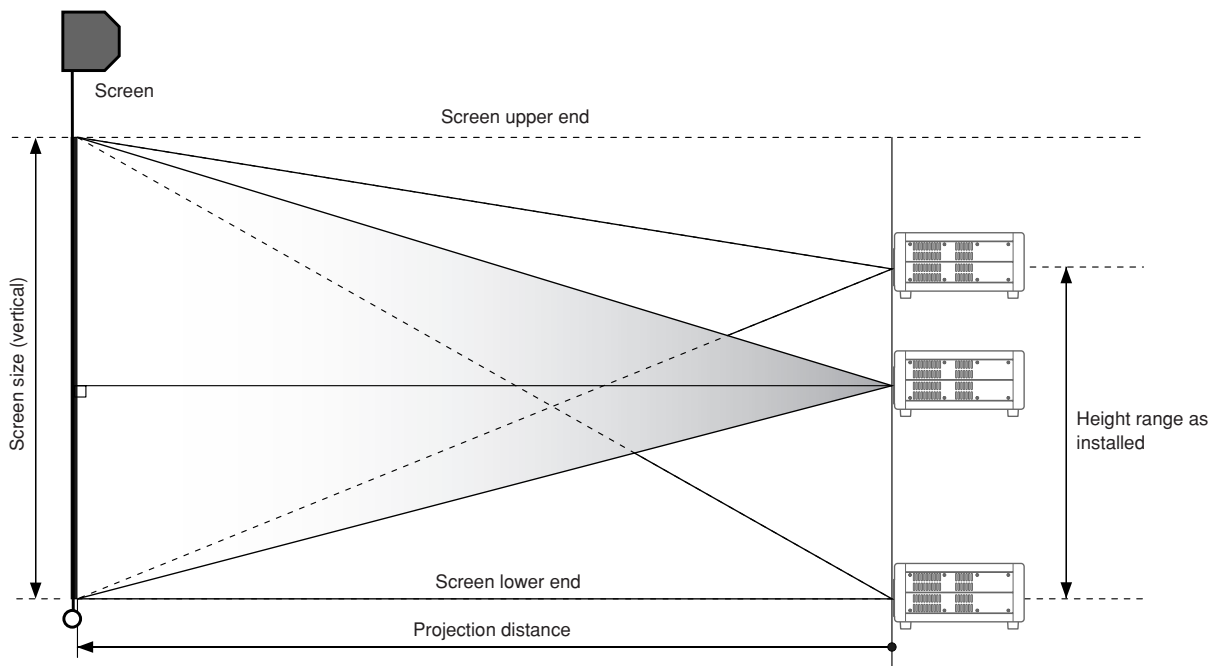 Screen
Screen upper end
Screen size (vertical)
Height range as
installed
Screen lower end
Projection distance